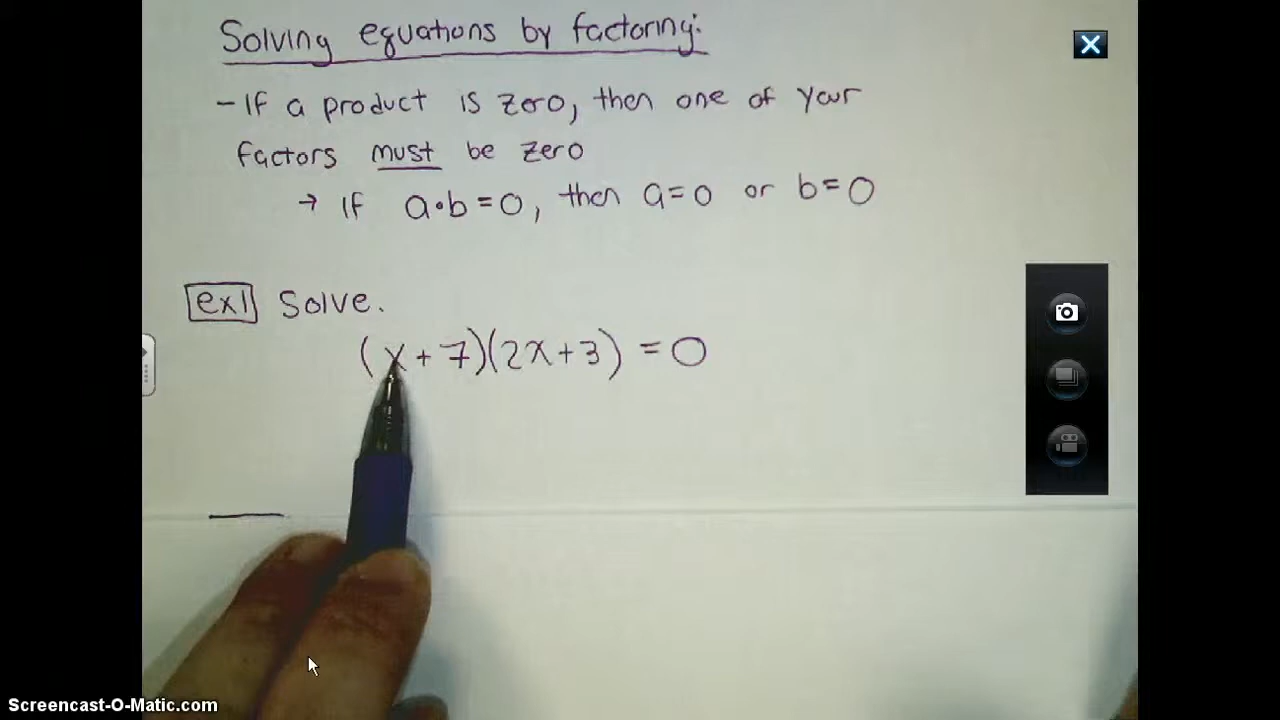 Solving equations by factoring:
- If a product is zero, then one of your
factors must be zero
→ If a•b=0, then a=0 or b=0
ex1 Solve.
(x+7)(2x+3) = 0
Screencast-O-Matic.com